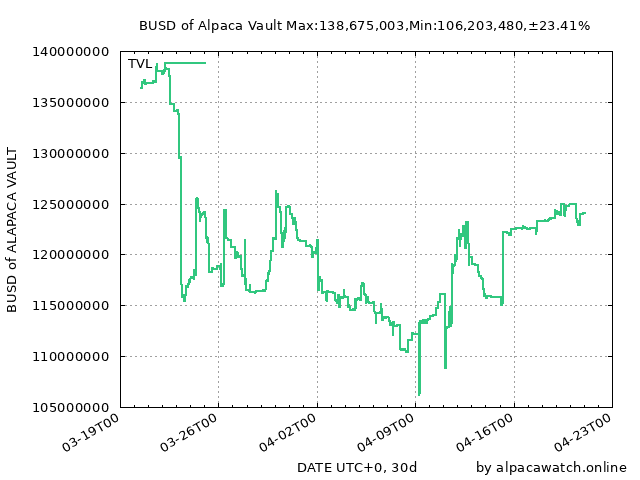 BUSD of Alpaca Vault Max:138,675,003,Min:106,203,480,±23.41%
TVL
140000000
135000000
130000000
125000000
120000000
115000000
110000000
105000000
BUSD of ALAPACA VAULT
03-19T00
03-26T00
04-02T00
04-09T00
04-16T00
04-23T00
DATE UTC+0, 30d
by alpacawatch.online